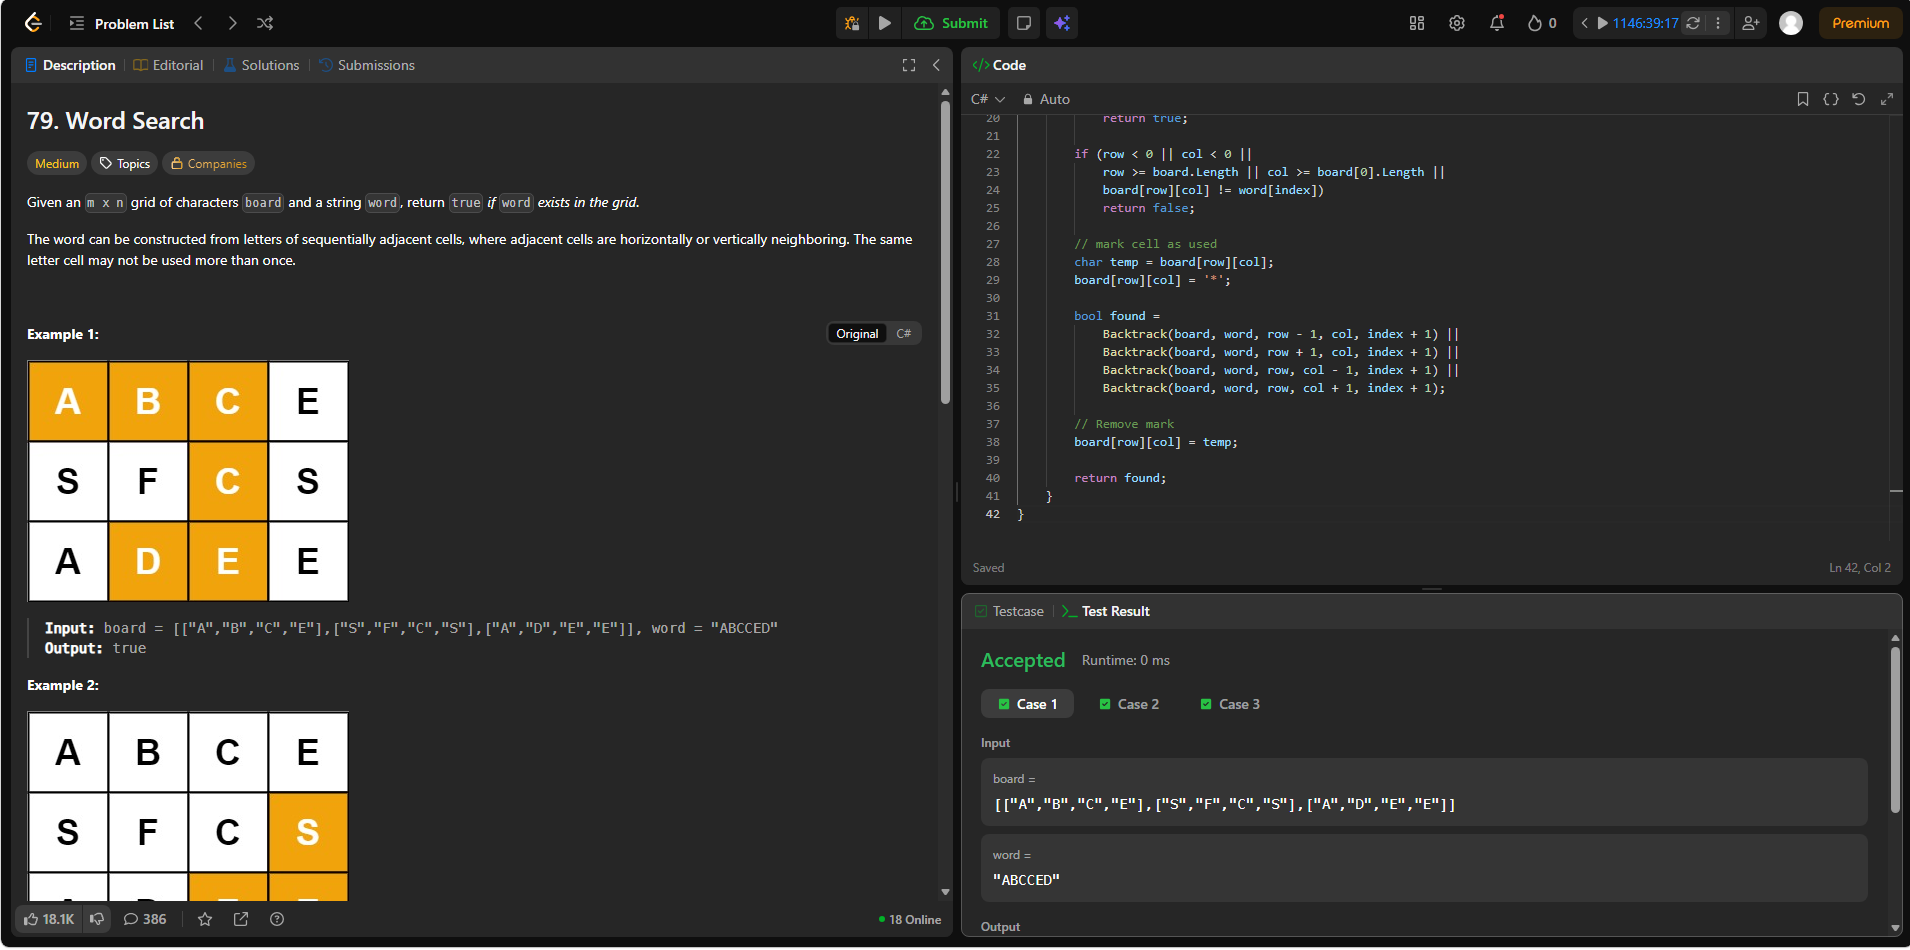 Problem List
Submit
0
1146:39:17
Premium
Description
Editorial
Solutions
Submissions
79. Word Search
Medium
Topics
Companies
Given an m x n grid of characters board and a string word, return true if word exists in the grid.
The word can be constructed from letters of sequentially adjacent cells, where adjacent cells are horizontally or vertically neighboring. The same
letter cell may not be used more than once.
Example 1:
Original C#
A B C E
S F C S
A D E E
Input: board = [["A","B","C","E"],["S","F","C","S"],["A","D","E","E"]], word = "ABCCED"
Output: true
Example 2:
A B C E
S F C S
18.1K
386
18 Online
</> Code
C#
Auto
20 return true;
21
22 if (row < 0 || col < 0 ||
23 row >= board.Length || col >= board[0].Length ||
24 board[row][col] != word[index])
25 return false;
26
27 // mark cell as used
28 char temp = board[row][col];
29 board[row][col] = '*';
30
31 bool found =
32 Backtrack(board, word, row - 1, col, index + 1) ||
33 Backtrack(board, word, row + 1, col, index + 1) ||
34 Backtrack(board, word, row, col - 1, index + 1) ||
35 Backtrack(board, word, row, col + 1, index + 1);
36
37 // Remove mark
38 board[row][col] = temp;
39
40 return found;
41 }
42 }
Saved
Ln 42, Col 2
Testcase
Test Result
Accepted
Runtime: 0 ms
Case 1
Case 2
Case 3
Input
board =
[["A","B","C","E"],["S","F","C","S"],["A","D","E","E"]]
word =
"ABCCED"
Output